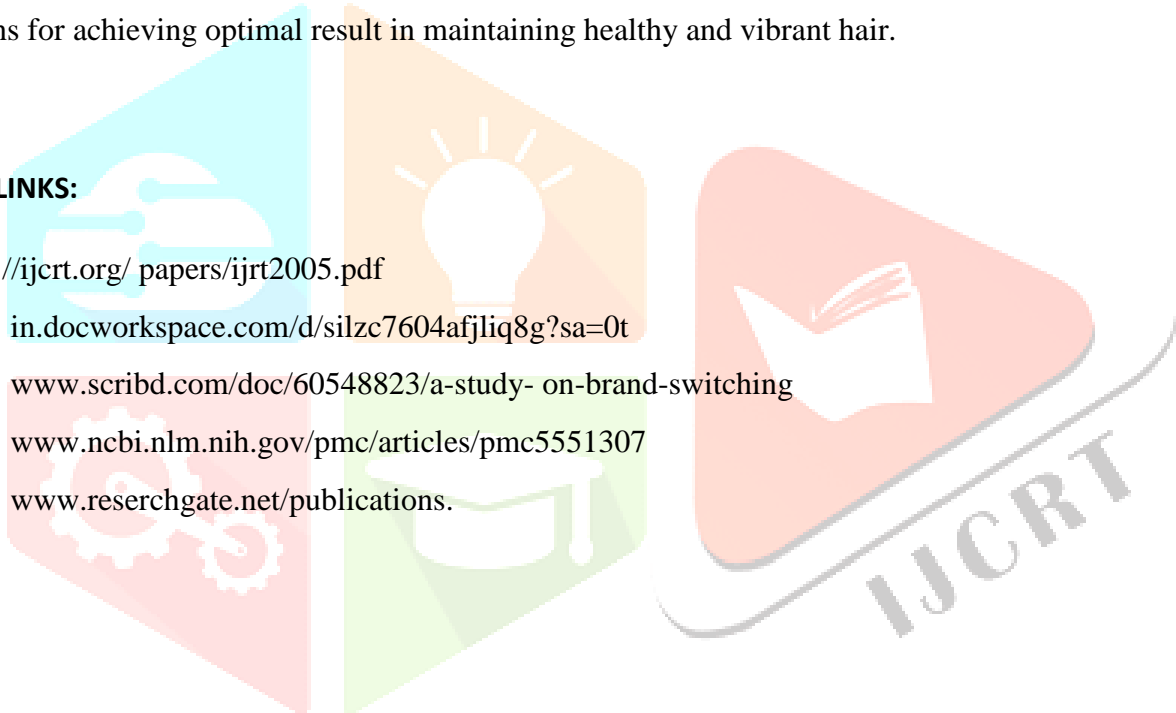 ns for achieving optimal result in maintaining healthy and vibrant hair.
LINKS:
://ijcrt.org/ papers/ijrt2005.pdf
in.docworkspace.com/d/silzc7604afjliq8g?sa=0t
www.scribd.com/doc/60548823/a-study- on-brand-switching
www.ncbi.nlm.nih.gov/pmc/articles/pmc5551307
www.reserchgate.net/publications.
IJCRT